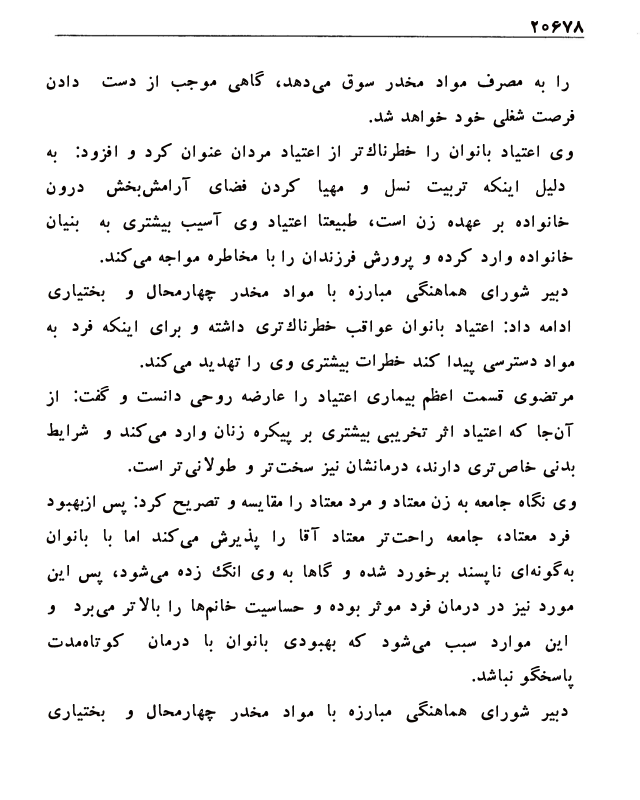 ۲۰۶۷۸
را به مصرف مواد مخدر سوق می‌دهد، گاهی موجب از دست دادن
فرصت شغلی خود خواهد شد.
وی اعتیاد بانوان را خطرناک‌تر از اعتیاد مردان عنوان کرد و افزود: به
دلیل اینکه تربیت نسل و مهیا کردن فضای آرامش‌بخش درون
خانواده بر عهده زن است، طبیعتا اعتیاد وی آسیب بیشتری به بنیان
خانواده وارد کرده و پرورش فرزندان را با مخاطره مواجه می‌کند.
دبیر شورای هماهنگی مبارزه با مواد مخدر چهارمحال و بختیاری
ادامه داد: اعتیاد بانوان عواقب خطرناک‌تری داشته و برای اینکه فرد به
مواد دسترسی پیدا کند خطرات بیشتری وی را تهدید می‌کند.
مرتضوی قسمت اعظم بیماری اعتیاد را عارضه روحی دانست و گفت: از
آن‌جا که اعتیاد اثر تخریبی بیشتری بر پیکره زنان وارد می‌کند و شرایط
بدنی خاص‌تری دارند، درمانشان نیز سخت‌تر و طولانی‌تر است.
وی نگاه جامعه به زن معتاد و مرد معتاد را مقایسه و تصریح کرد: پس ازبهبود
فرد معتاد، جامعه راحت‌تر معتاد آقا را پذیرش می‌کند اما با بانوان
به‌گونه‌ای ناپسند برخورد شده و گاها به وی انگ زده می‌شود، پس این
مورد نیز در درمان فرد موثر بوده و حساسیت خانم‌ها را بالاتر می‌برد و
این موارد سبب می‌شود که بهبودی بانوان با درمان کوتاه‌مدت
پاسخگو نباشد.
دبیر شورای هماهنگی مبارزه با مواد مخدر چهارمحال و بختیاری